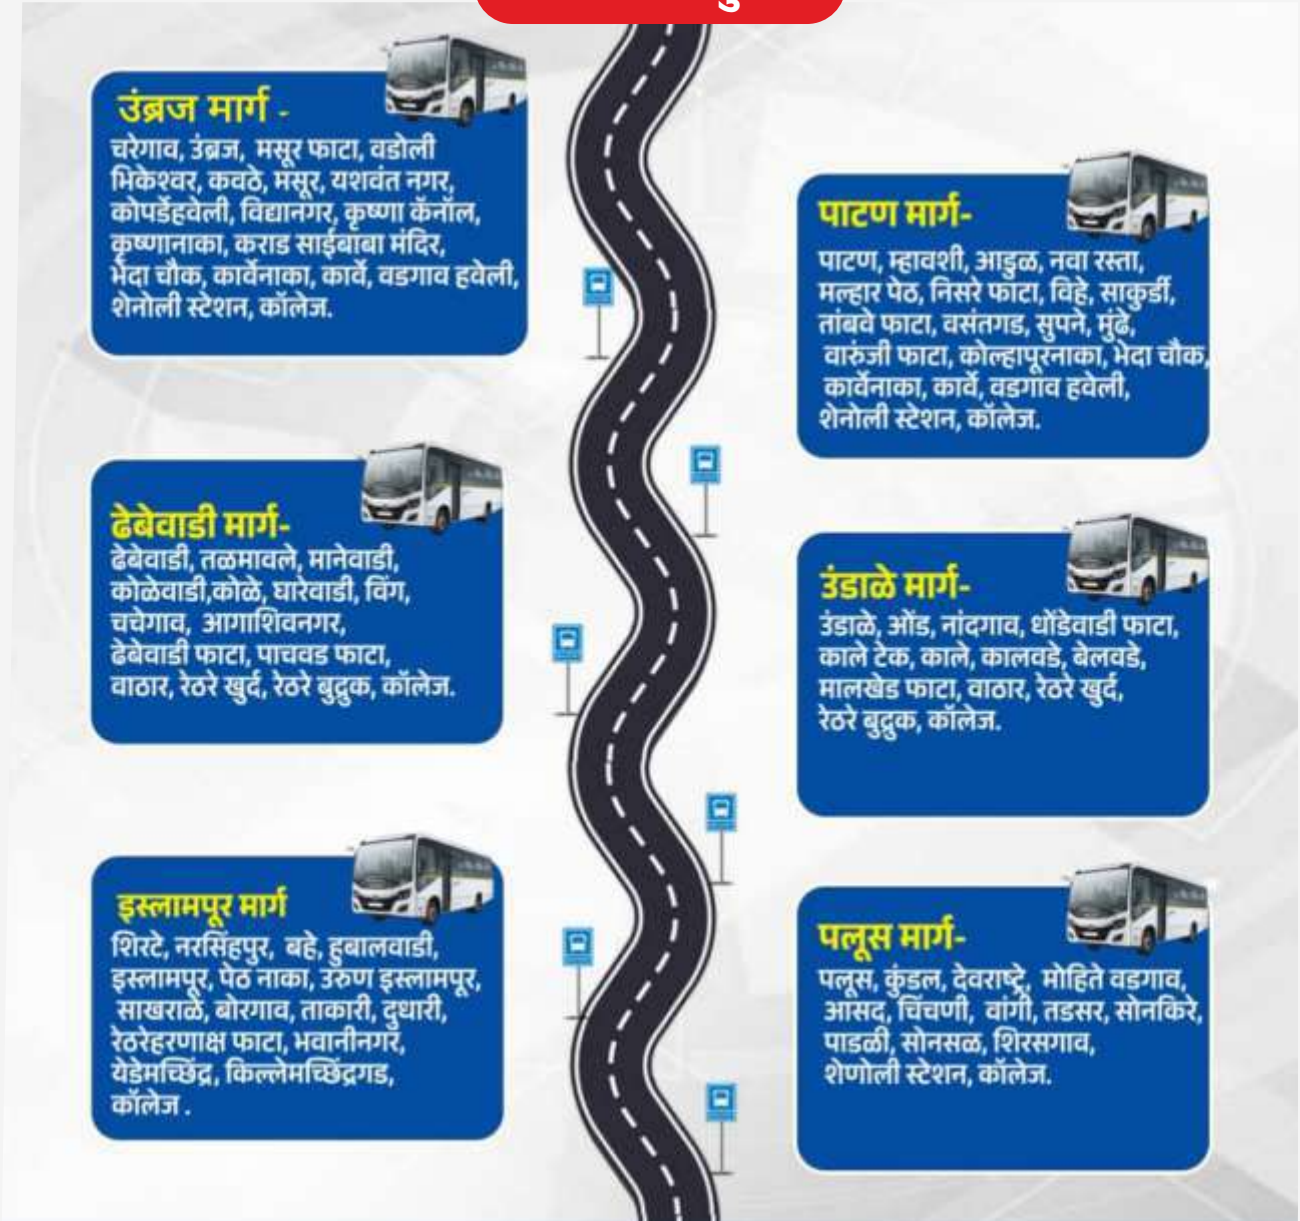 उंब्रज मार्ग -
चरेगाव, उंब्रज, मसूर फाटा, वडोली
भिकेश्वर, कवठे, मसूर, यशवंत नगर,
कोपर्डेहवेली, विद्यानगर, कृष्णा कॅनॉल,
कृष्णानाका, कराड साईबाबा मंदिर,
भेदा चौक, कार्वेनाका, कार्वे, वडगाव हवेली,
शेनोली स्टेशन, कॉलेज.
पाटण मार्ग-
पाटण, म्हावशी, आडुळ, नवा रस्ता,
मल्हार पेठ, निसरे फाटा, विहे, साकुर्डी,
तांबवे फाटा, वसंतगड, सुपने, मुंढे,
वारुंजी फाटा, कोल्हापूरनाका, भेदा चौक,
कार्वेनाका, कार्वे, वडगाव हवेली,
शेनोली स्टेशन, कॉलेज.
ढेबेवाडी मार्ग-
ढेबेवाडी, तळमावले, मानेवाडी,
कोळेवाडी,कोळे, घारेवाडी, विंग,
चचेगाव, आगाशिवनगर,
ढेबेवाडी फाटा, पाचवड फाटा,
वाठार, रेठरे खुर्द, रेठरे बुद्रुक, कॉलेज.
उंडाळे मार्ग-
उंडाळे, ओंड, नांदगाव, धोंडेवाडी फाटा,
काले टेक, काले, कालवडे, बेलवडे,
मालखेड फाटा, वाठार, रेठरे खुर्द,
रेठरे बुद्रुक, कॉलेज.
इस्लामपूर मार्ग
शिरटे, नरसिंहपुर, बहे, हुबालवाडी,
इस्लामपूर, पेठ नाका, उरुण इस्लामपूर,
साखराळे, बोरगाव, ताकारी, दुधारी,
रेठरेहरणाक्ष फाटा, भवानीनगर,
येडेमच्छिंद्र, किल्लेमच्छिंद्रगड,
कॉलेज .
पलूस मार्ग-
पलूस, कुंडल, देवराष्ट्रे, मोहिते वडगाव,
आसद, चिंचणी, वांगी, तडसर, सोनकिरे,
पाडळी, सोनसळ, शिरसगाव,
शेणोली स्टेशन, कॉलेज.